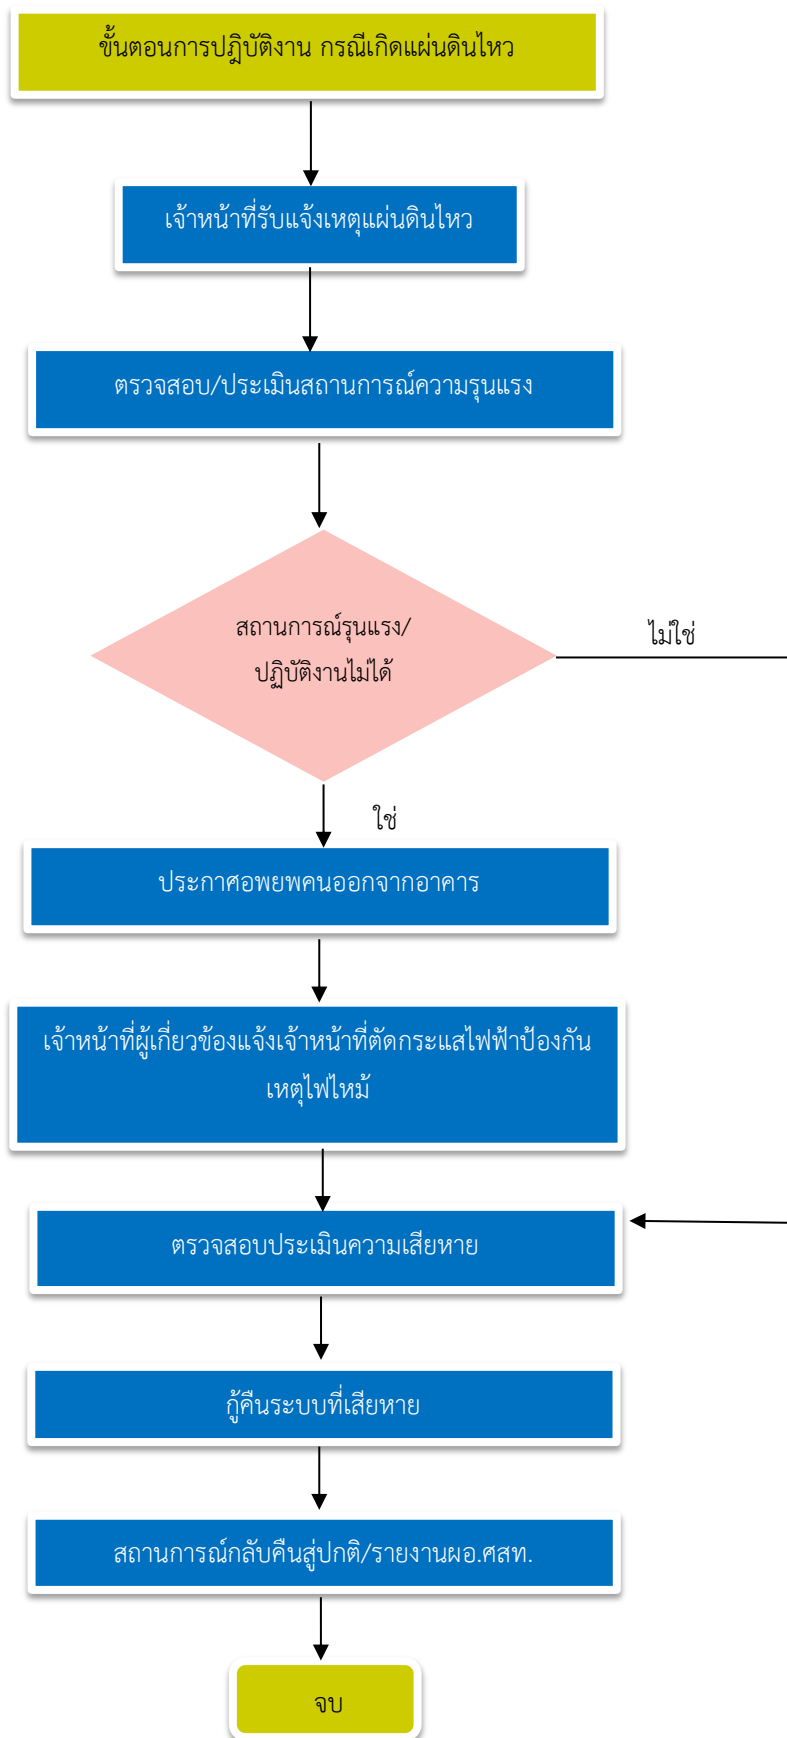 ขั้นตอนการปฏิบัติงาน กรณีเกิดแผ่นดินไหว
เจ้าหน้าที่รับแจ้งเหตุแผ่นดินไหว
ตรวจสอบ/ประเมินสถานการณ์ความรุนแรง
สถานการณ์รุนแรง/
ปฏิบัติงานไม่ได้
ไม่ใช่
ใช่
ประกาศอพยพคนออกจากอาคาร
เจ้าหน้าที่ผู้เกี่ยวข้องแจ้งเจ้าหน้าที่ตัดกระแสไฟฟ้าป้องกัน
เหตุไฟไหม้
ตรวจสอบประเมินความเสียหาย
กู้คืนระบบที่เสียหาย
สถานการณ์กลับคืนสู่ปกติ/รายงานผอ.ศสท.
จบ